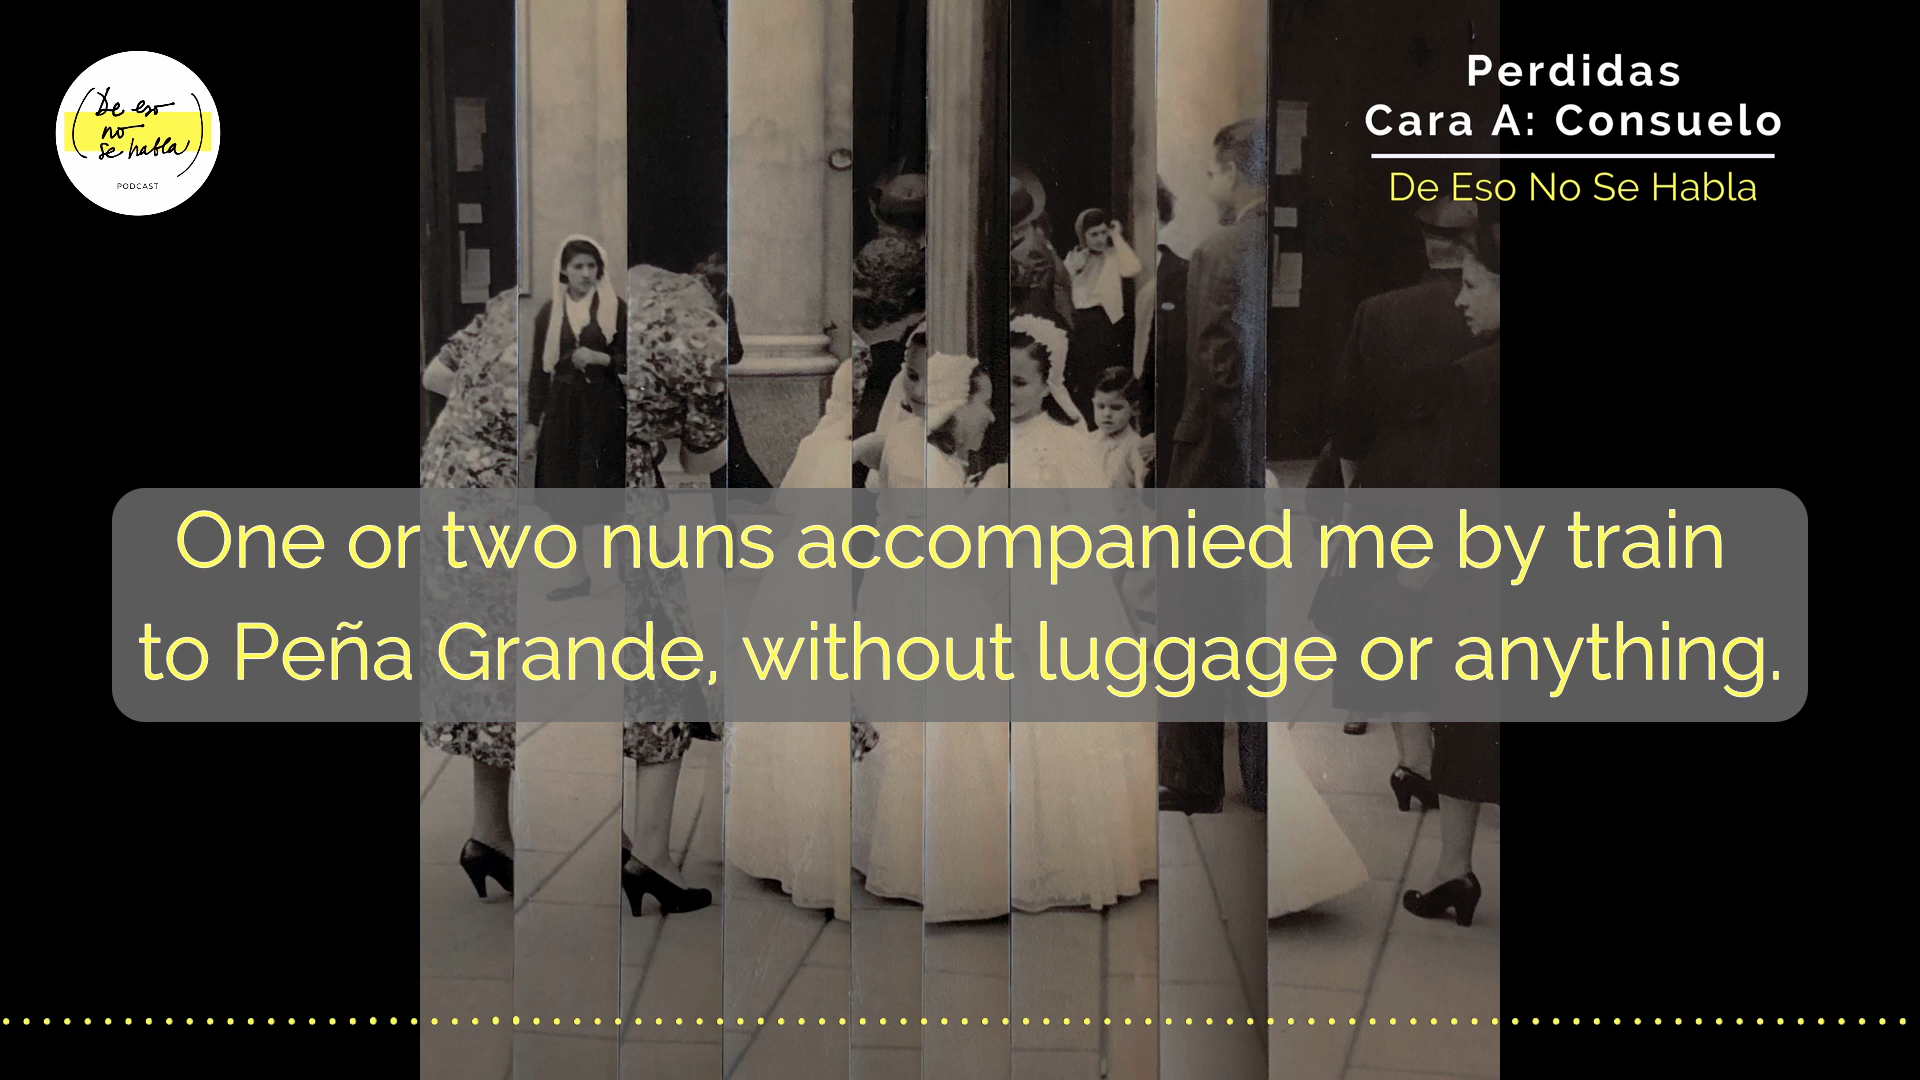 (De eso
no
se habla)
PODCAST
Perdidas
Cara A: Consuelo
De Eso No Se Habla
One or two nuns accompanied me by train
to Peña Grande, without luggage or anything.